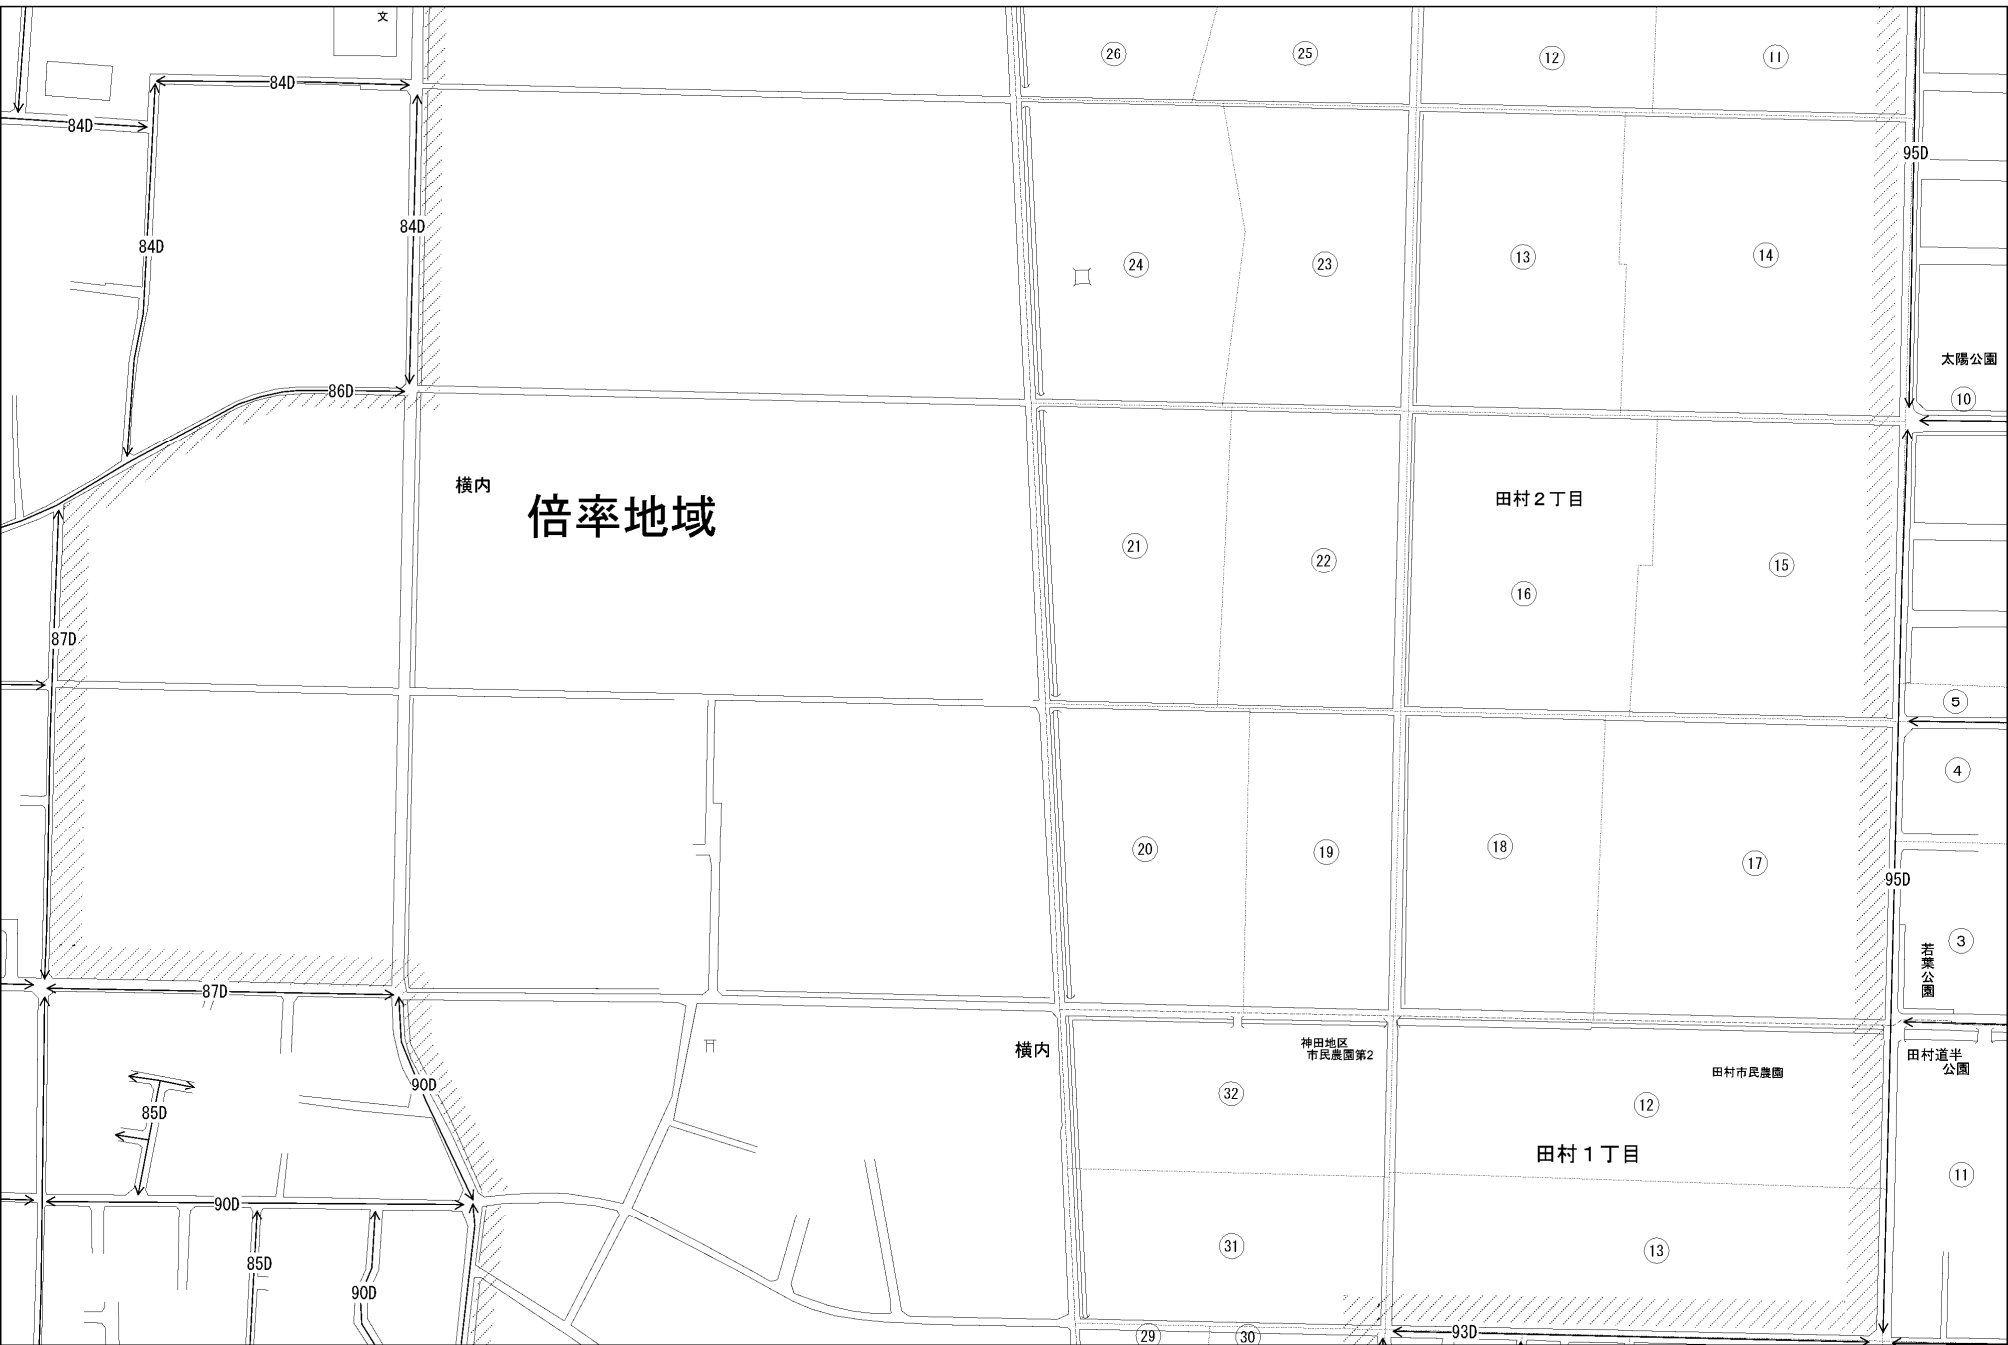 文
26
25
12
11
84D
84D
95D
84D
84D
24
23
13
14
太陽公園
86D
10
横内
倍率地域
田村2丁目
21
22
15
16
87D
5
4
20
19
18
17
95D
3
若葉公園
87D
横内
神田地区
市民農園第2
田村道半
公園
田村市民農園
90D
32
12
85D
田村1丁目
11
90D
31
13
85D
90D
29
30
93D